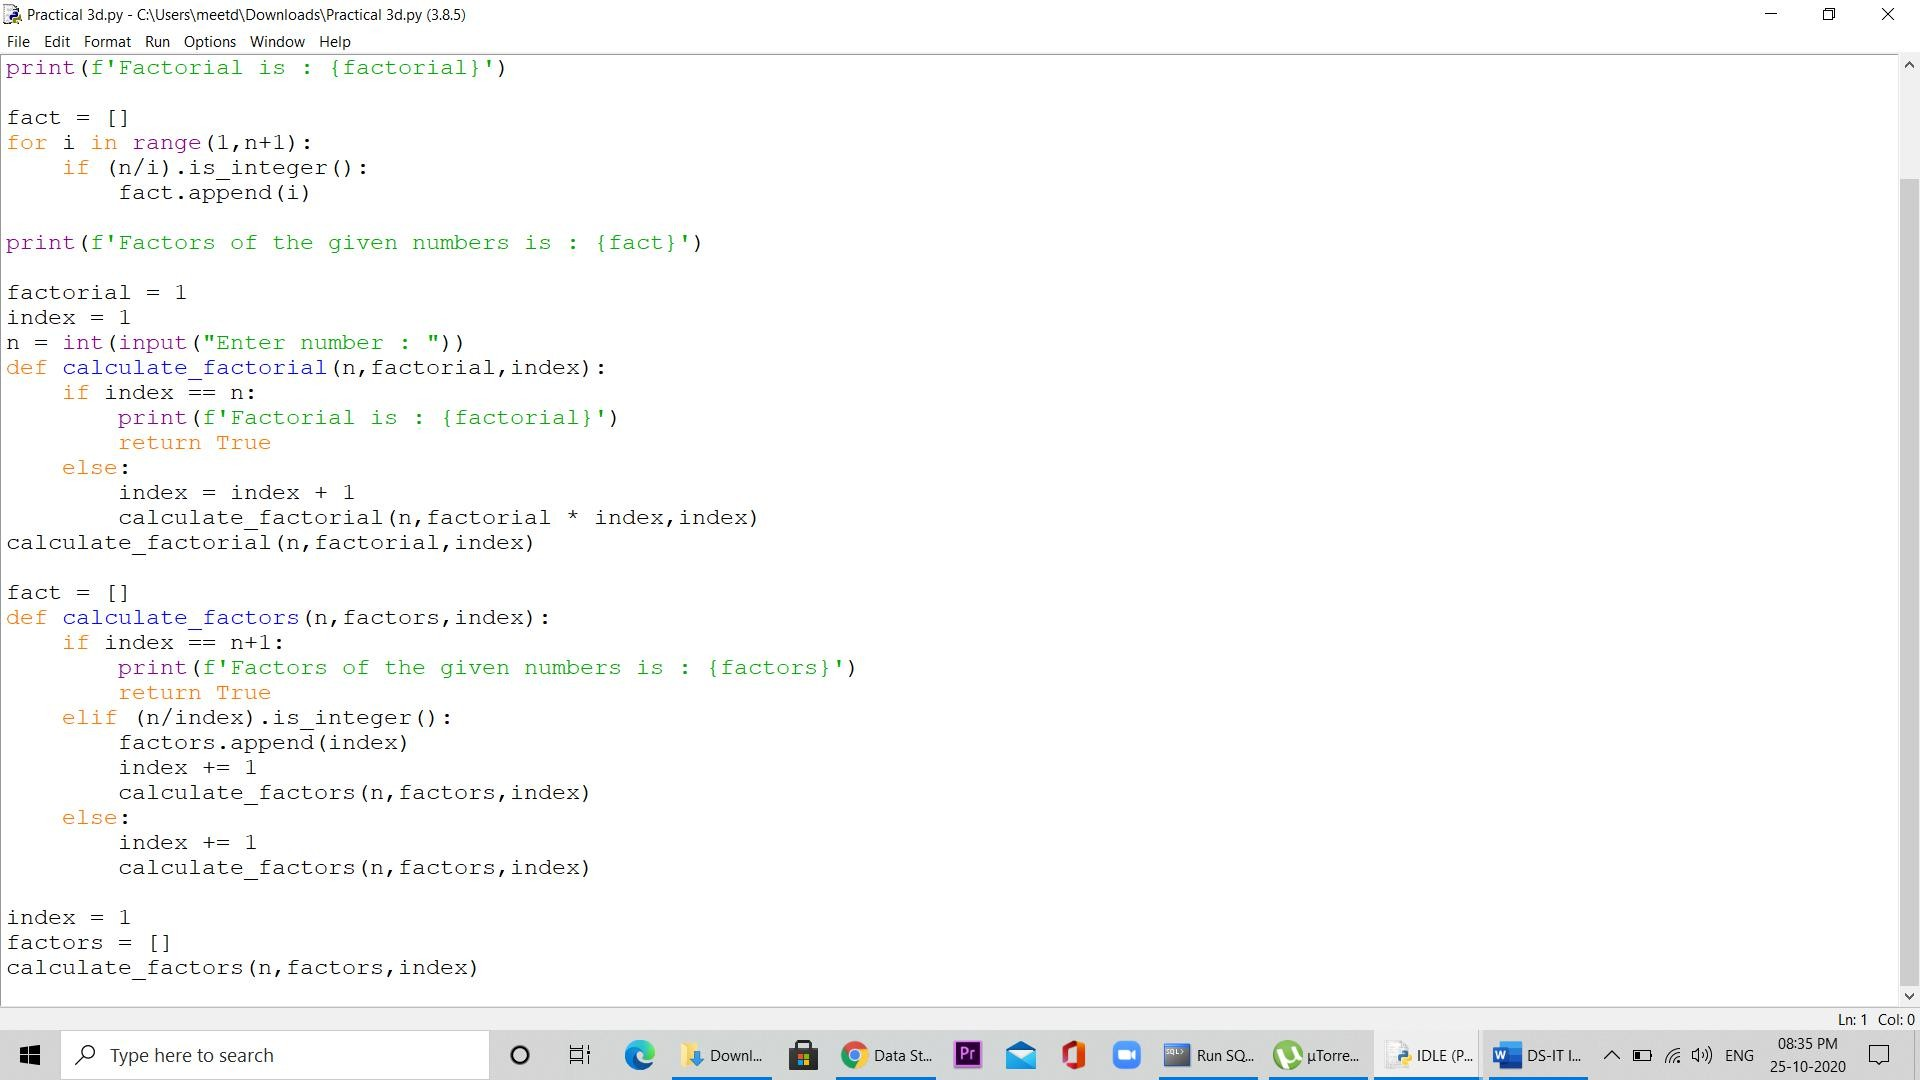 Practical 3d.py - C:\Users\meetd\Downloads\Practical 3d.py (3.8.5)
File Edit Format Run Options Window Help
print(f'Factorial is : {factorial}')

fact = []
for i in range(1,n+1):
    if (n/i).is_integer():
        fact.append(i)

print(f'Factors of the given numbers is : {fact}')

factorial = 1
index = 1
n = int(input("Enter number : "))
def calculate_factorial(n,factorial,index):
    if index == n:
        print(f'Factorial is : {factorial}')
        return True
    else:
        index = index + 1
        calculate_factorial(n,factorial * index,index)
calculate_factorial(n,factorial,index)

fact = []
def calculate_factors(n,factors,index):
    if index == n+1:
        print(f'Factors of the given numbers is : {factors}')
        return True
    elif (n/index).is_integer():
        factors.append(index)
        index += 1
        calculate_factors(n,factors,index)
    else:
        index += 1
        calculate_factors(n,factors,index)

index = 1
factors = []
calculate_factors(n,factors,index)
Ln: 1 Col: 0
Type here to search
Downl...
Data St...
Pr
SQL>
Run SQ...
µTorre...
IDLE (P...
W
DS-IT I...
ENG
08:35 PM
25-10-2020